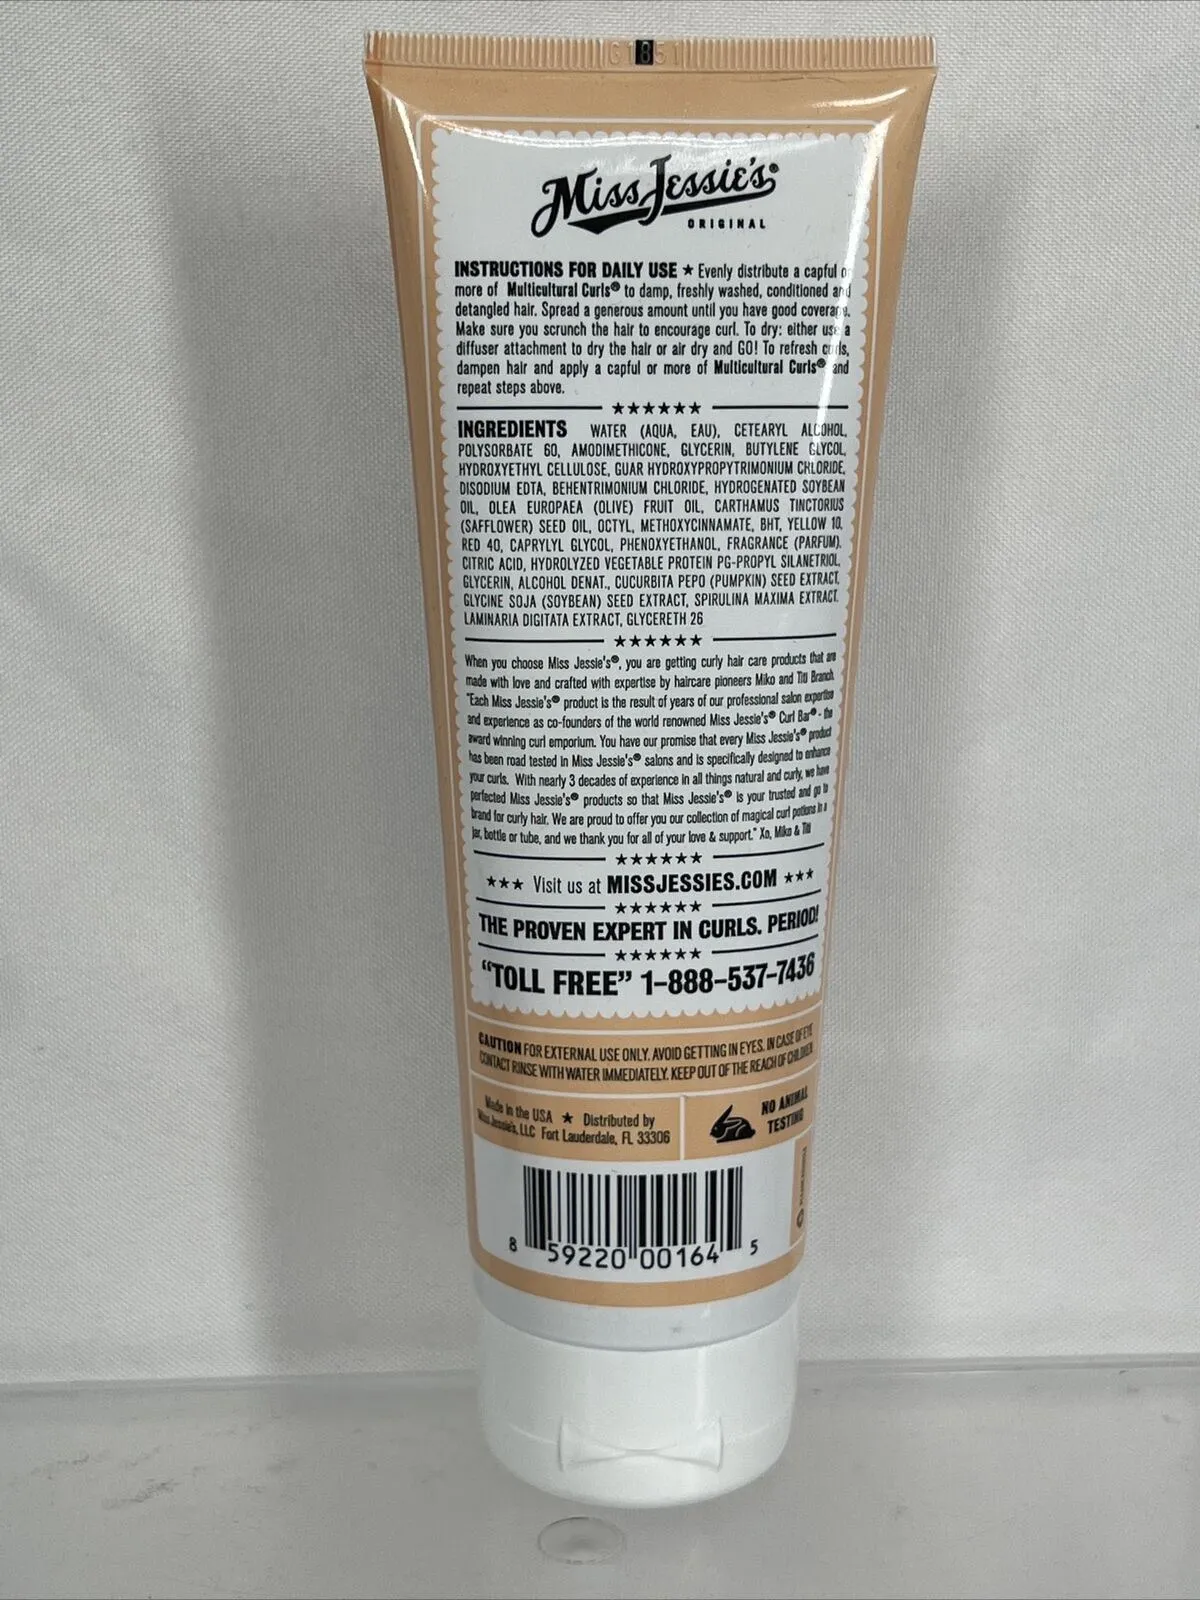 61851
Miss Jessie's®
ORIGINAL
INSTRUCTIONS FOR DAILY USE ★ Evenly distribute a capful or
more of Multicultural Curls® to damp, freshly washed, conditioned and
detangled hair. Spread a generous amount until you have good coverage.
Make sure you scrunch the hair to encourage curl. To dry: either use a
diffuser attachment to dry the hair or air dry and GO! To refresh curls,
dampen hair and apply a capful or more of Multicultural Curls® and
repeat steps above.
★★★★★★
INGREDIENTS WATER (AQUA, EAU), CETEARYL ALCOHOL,
POLYSORBATE 60, AMODIMETHICONE, GLYCERIN, BUTYLENE GLYCOL,
HYDROXYETHYL CELLULOSE, GUAR HYDROXYPROPYTRIMONIUM CHLORIDE,
DISODIUM EDTA, BEHENTRIMONIUM CHLORIDE, HYDROGENATED SOYBEAN
OIL, OLEA EUROPAEA (OLIVE) FRUIT OIL, CARTHAMUS TINCTORIUS
(SAFFLOWER) SEED OIL, OCTYL, METHOXYCINNAMATE, BHT, YELLOW 10,
RED 40, CAPRYLYL GLYCOL, PHENOXYETHANOL, FRAGRANCE (PARFUM),
CITRIC ACID, HYDROLYZED VEGETABLE PROTEIN PG-PROPYL SILANETRIOL,
GLYCERIN, ALCOHOL DENAT., CUCURBITA PEPO (PUMPKIN) SEED EXTRACT,
GLYCINE SOJA (SOYBEAN) SEED EXTRACT, SPIRULINA MAXIMA EXTRACT,
LAMINARIA DIGITATA EXTRACT, GLYCERETH 26
★★★★★★
When you choose Miss Jessie's®, you are getting curly hair care products that are
made with love and crafted with expertise by haircare pioneers Miko and Titi Branch.
"Each Miss Jessie's® product is the result of years of our professional salon expertise
and experience as co-founders of the world renowned Miss Jessie's® Curl Bar® - the
award winning curl emporium. You have our promise that every Miss Jessie's® product
has been road tested in Miss Jessie's® salons and is specifically designed to enhance
your curls. With nearly 3 decades of experience in all things natural and curly, we have
perfected Miss Jessie's® products so that Miss Jessie's® is your trusted and go to
brand for curly hair. We are proud to offer you our collection of magical curl potions in a
jar, bottle or tube, and we thank you for all of your love & support." Xo, Miko & Titi
★★★★★★
★★★ Visit us at MISSJESSIES.COM ★★★
★★★★★★
THE PROVEN EXPERT IN CURLS. PERIOD!
★★★★★★
"TOLL FREE" 1-888-537-7436
CAUTION FOR EXTERNAL USE ONLY. AVOID GETTING IN EYES. IN CASE OF EYE
CONTACT RINSE WITH WATER IMMEDIATELY. KEEP OUT OF THE REACH OF CHILDREN
Made in the USA ★ Distributed by
Miss Jessie's, LLC Fort Lauderdale, FL 33306
NO ANIMAL
TESTING
8 59220 00164 5